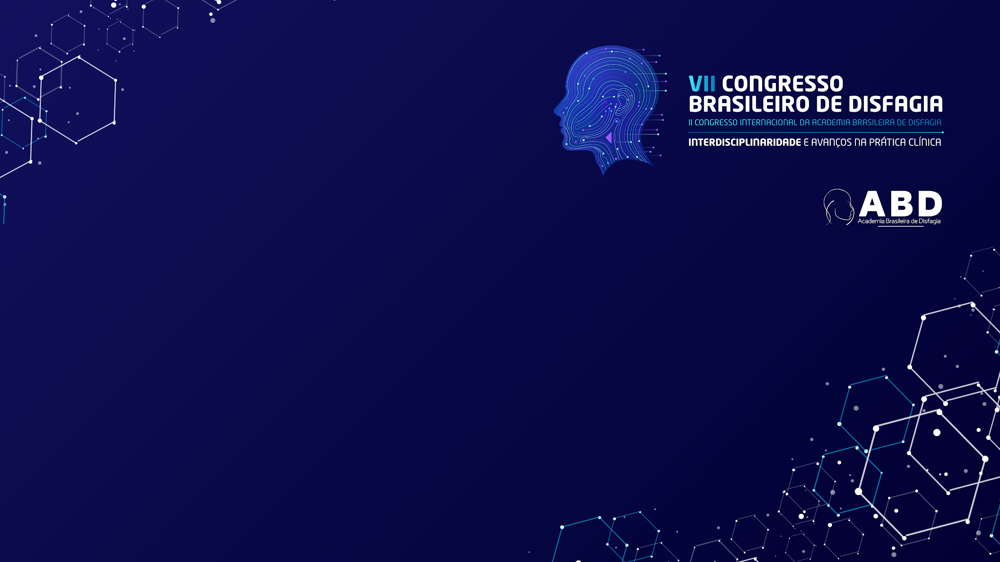 VII CONGRESSO
BRASILEIRO DE DISFAGIA
II CONGRESSO INTERNACIONAL DA ACADEMIA BRASILEIRA DE DISFAGIA
INTERDISCIPLINARIDADE E AVANÇOS NA PRÁTICA CLÍNICA
ABD
Academia Brasileira de Disfagia